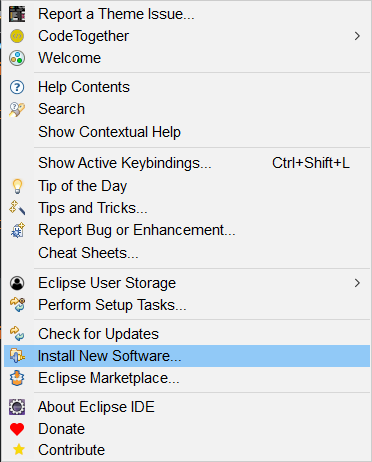 Report a Theme Issue...
CodeTogether
Welcome
Help Contents
Search
Show Contextual Help
Show Active Keybindings... Ctrl+Shift+L
Tip of the Day
Tips and Tricks...
Report Bug or Enhancement...
Cheat Sheets...
Eclipse User Storage
Perform Setup Tasks...
Check for Updates
Install New Software...
Eclipse Marketplace...
About Eclipse IDE
Donate
Contribute